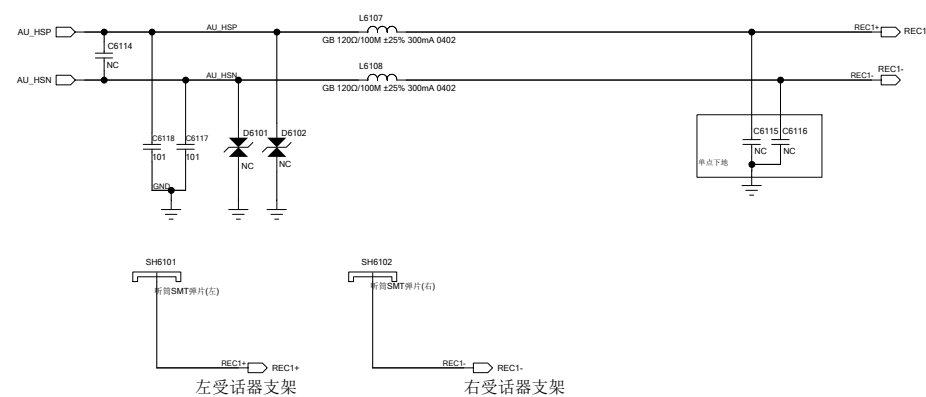 L6107
AU_HSP
AU_HSP
REC1+
REC1
GB 120Ω/100M ±25% 300mA 0402
C6114
NC
L6108
AU_HSN
AU_HSN
REC1-
REC1-
GB 120Ω/100M ±25% 300mA 0402
C6118
C6117
D6101
D6102
C6115
C6116
101
101
NC
NC
NC
NC
单点下地
GND
SH6101
SH6102
听筒SMT弹片(左)
听筒SMT弹片(右)
REC1+
REC1+
REC1-
REC1-
左受话器支架
右受话器支架